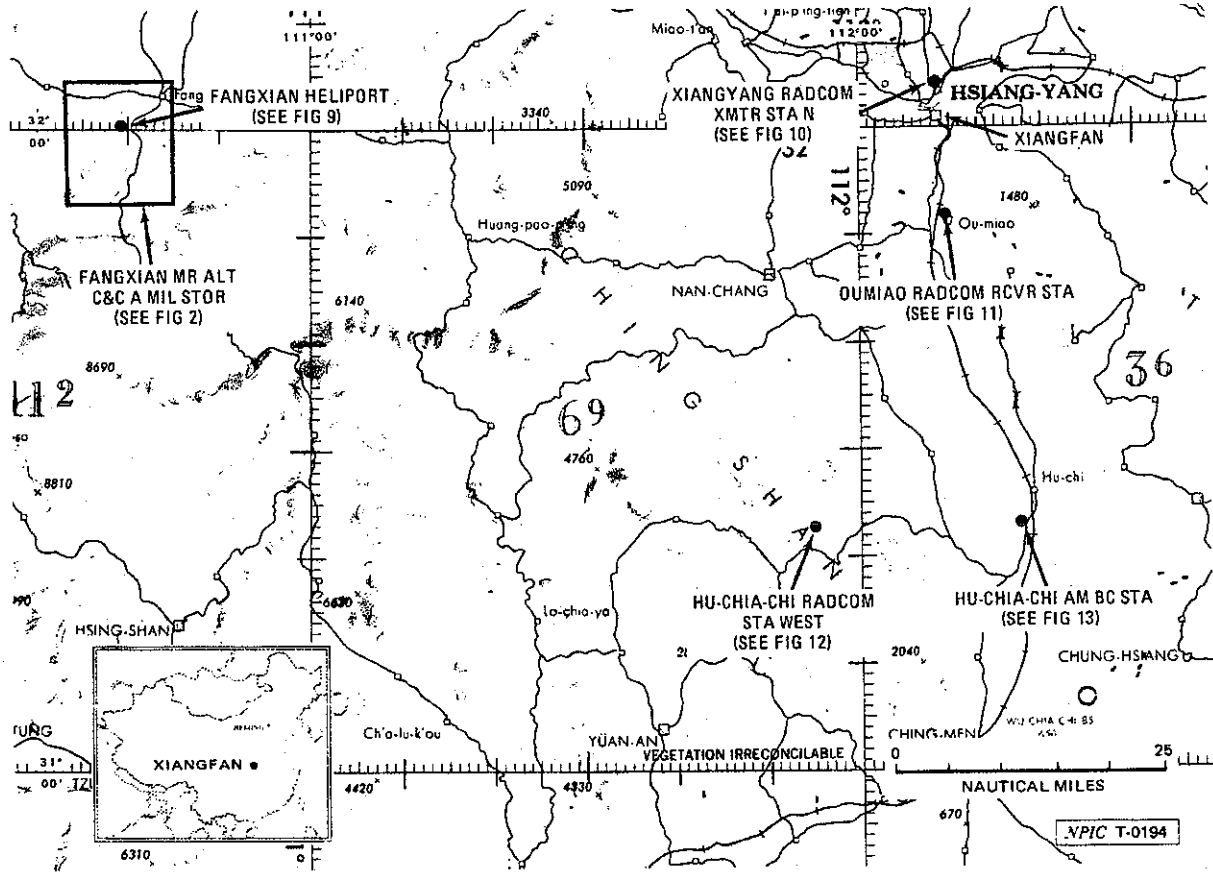 111°00'
Miao-t'an
112°00'
Fang
FANGXIAN HELIPORT
(SEE FIG 9)
XIANGYANG RADCOM
XMTR STA N
(SEE FIG 10)
HSIANG-YANG
XIANGFAN
32°
00'
3340
32
112°
5090
1480
Huang-pao-ping
Ou-miao
FANGXIAN MR ALT
C&C A MIL STOR
(SEE FIG 2)
NAN-CHANG
OUMIAO RADCOM RCVR STA
(SEE FIG 11)
6140
8690
C H I N G S H A N
112
69
36
4760
8810
Hu-chi
HU-CHIA-CHI RADCOM
STA WEST
(SEE FIG 12)
HU-CHIA-CHI AM BC STA
(SEE FIG 13)
Lo-chia-ya
HSING-SHAN
2040
CHUNG-HSIANG
Ch'a-lu-k'ou
YÜAN-AN
CHING-MEN
VEGETATION IRRECONCILABLE
XIANGFAN
31°
00'
4420
4330
0
25
NAUTICAL MILES
670
6310
NPIC T-0194